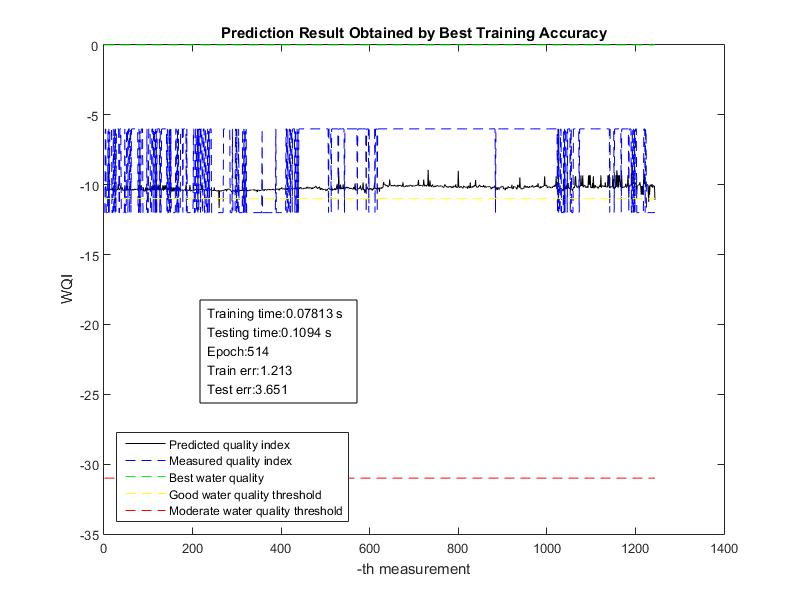 Prediction Result Obtained by Best Training Accuracy
0
-5
-10
-15
-20
-25
-30
-35
WQI
Training time:0.07813 s
Testing time:0.1094 s
Epoch:514
Train err:1.213
Test err:3.651
Predicted quality index
Measured quality index
Best water quality
Good water quality threshold
Moderate water quality threshold
0 200 400 600 800 1000 1200 1400
-th measurement